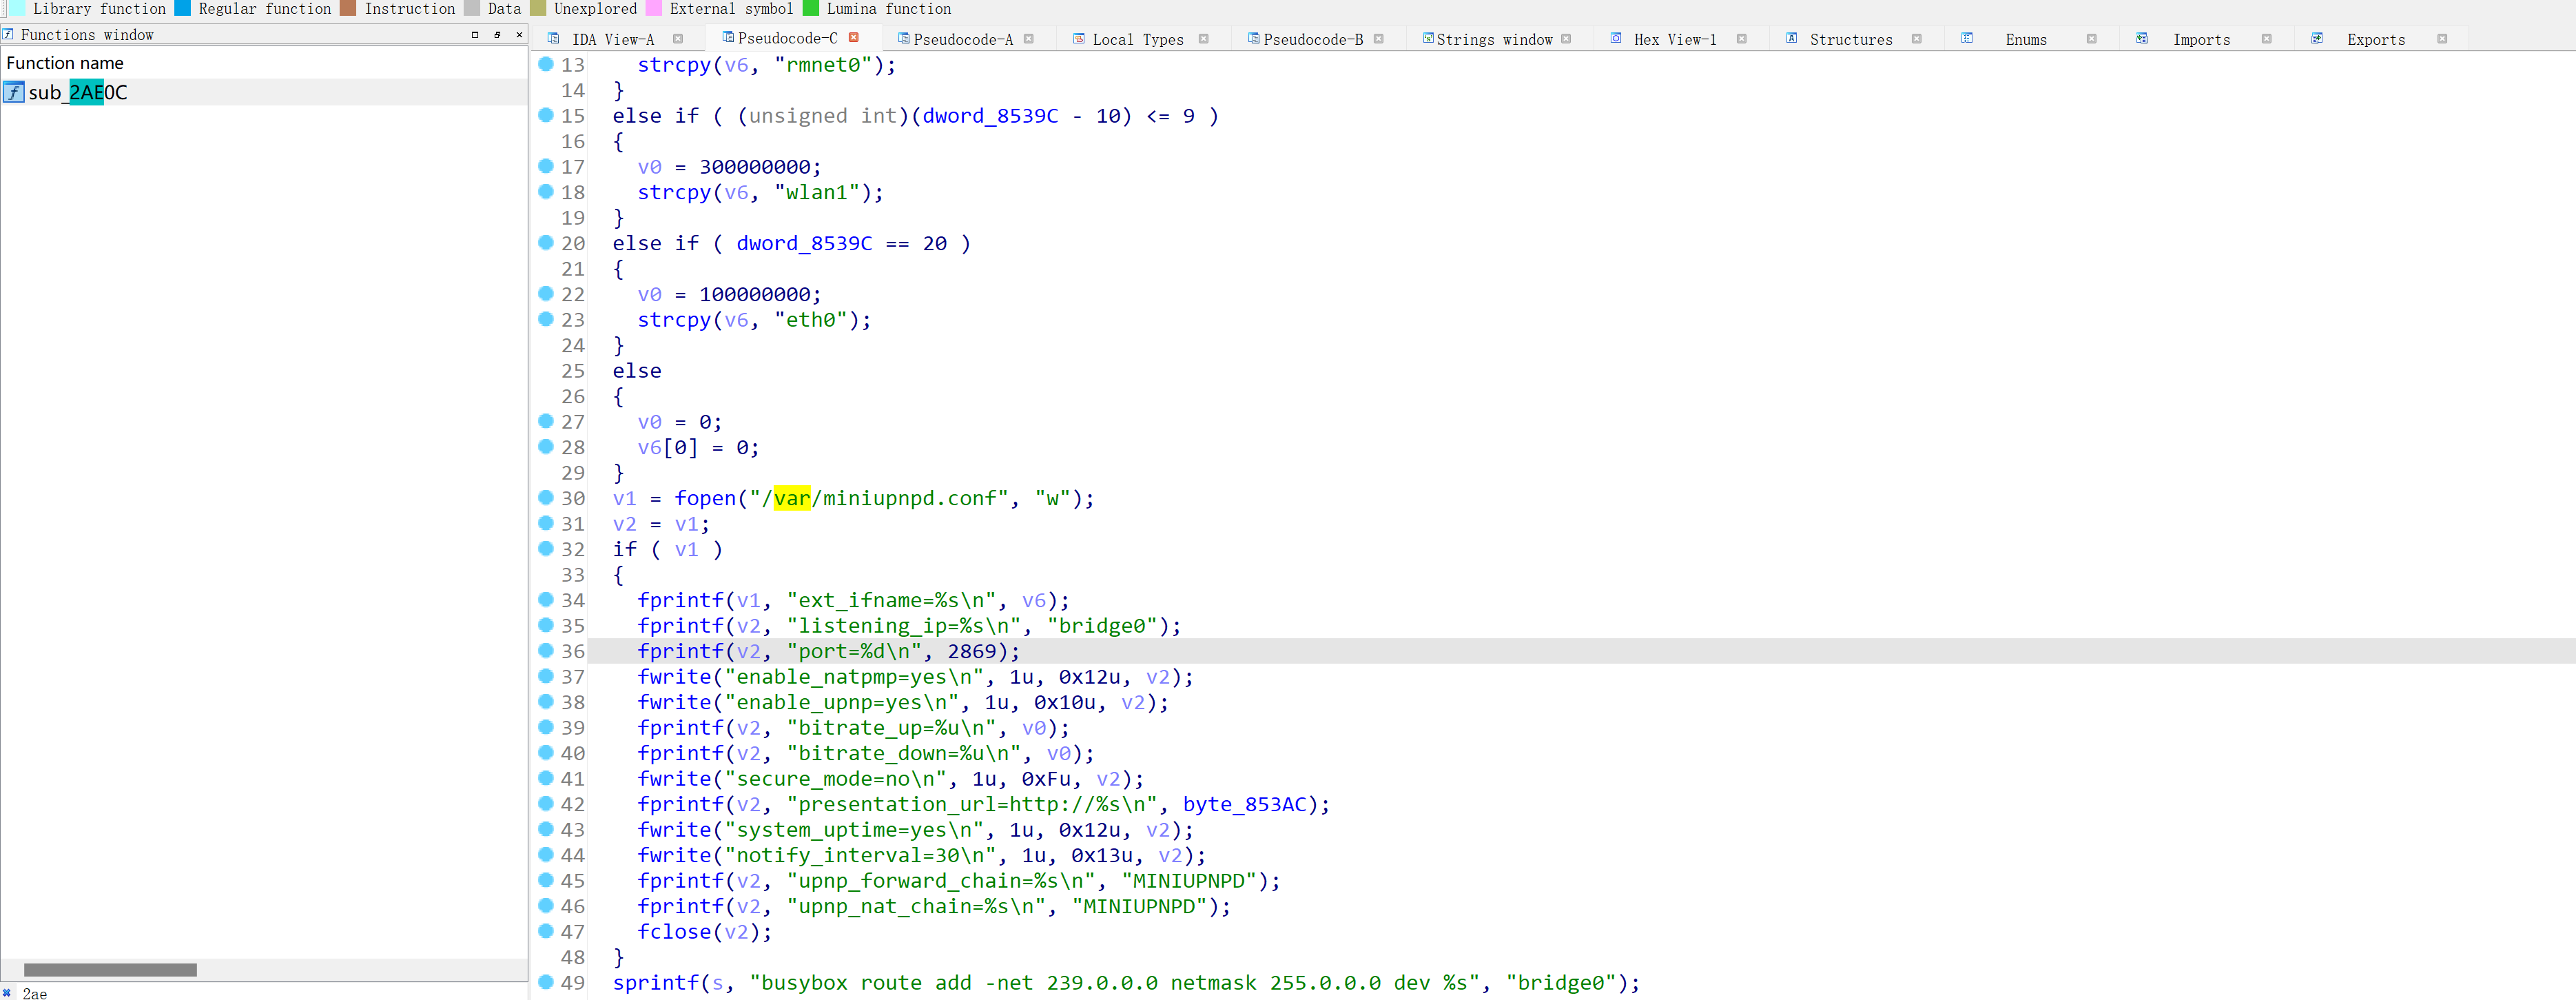 Library function Regular function Instruction Data Unexplored External symbol Lumina function
Functions window
IDA View-A Pseudocode-C Pseudocode-A Local Types Pseudocode-B Strings window Hex View-1 Structures Enums Imports Exports
Function name
sub_2AE0C
13 strcpy(v6, "rmnet0");
14 }
15 else if ( (unsigned int)(dword_8539C - 10) <= 9 )
16 {
17 v0 = 300000000;
18 strcpy(v6, "wlan1");
19 }
20 else if ( dword_8539C == 20 )
21 {
22 v0 = 100000000;
23 strcpy(v6, "eth0");
24 }
25 else
26 {
27 v0 = 0;
28 v6[0] = 0;
29 }
30 v1 = fopen("/var/miniupnpd.conf", "w");
31 v2 = v1;
32 if ( v1 )
33 {
34 fprintf(v1, "ext_ifname=%s\n", v6);
35 fprintf(v2, "listening_ip=%s\n", "bridge0");
36 fprintf(v2, "port=%d\n", 2869);
37 fwrite("enable_natpmp=yes\n", 1u, 0x12u, v2);
38 fwrite("enable_upnp=yes\n", 1u, 0x10u, v2);
39 fprintf(v2, "bitrate_up=%u\n", v0);
40 fprintf(v2, "bitrate_down=%u\n", v0);
41 fwrite("secure_mode=no\n", 1u, 0xFu, v2);
42 fprintf(v2, "presentation_url=http://%s\n", byte_853AC);
43 fwrite("system_uptime=yes\n", 1u, 0x12u, v2);
44 fwrite("notify_interval=30\n", 1u, 0x13u, v2);
45 fprintf(v2, "upnp_forward_chain=%s\n", "MINIUPNPD");
46 fprintf(v2, "upnp_nat_chain=%s\n", "MINIUPNPD");
47 fclose(v2);
48 }
49 sprintf(s, "busybox route add -net 239.0.0.0 netmask 255.0.0.0 dev %s", "bridge0");
2ae